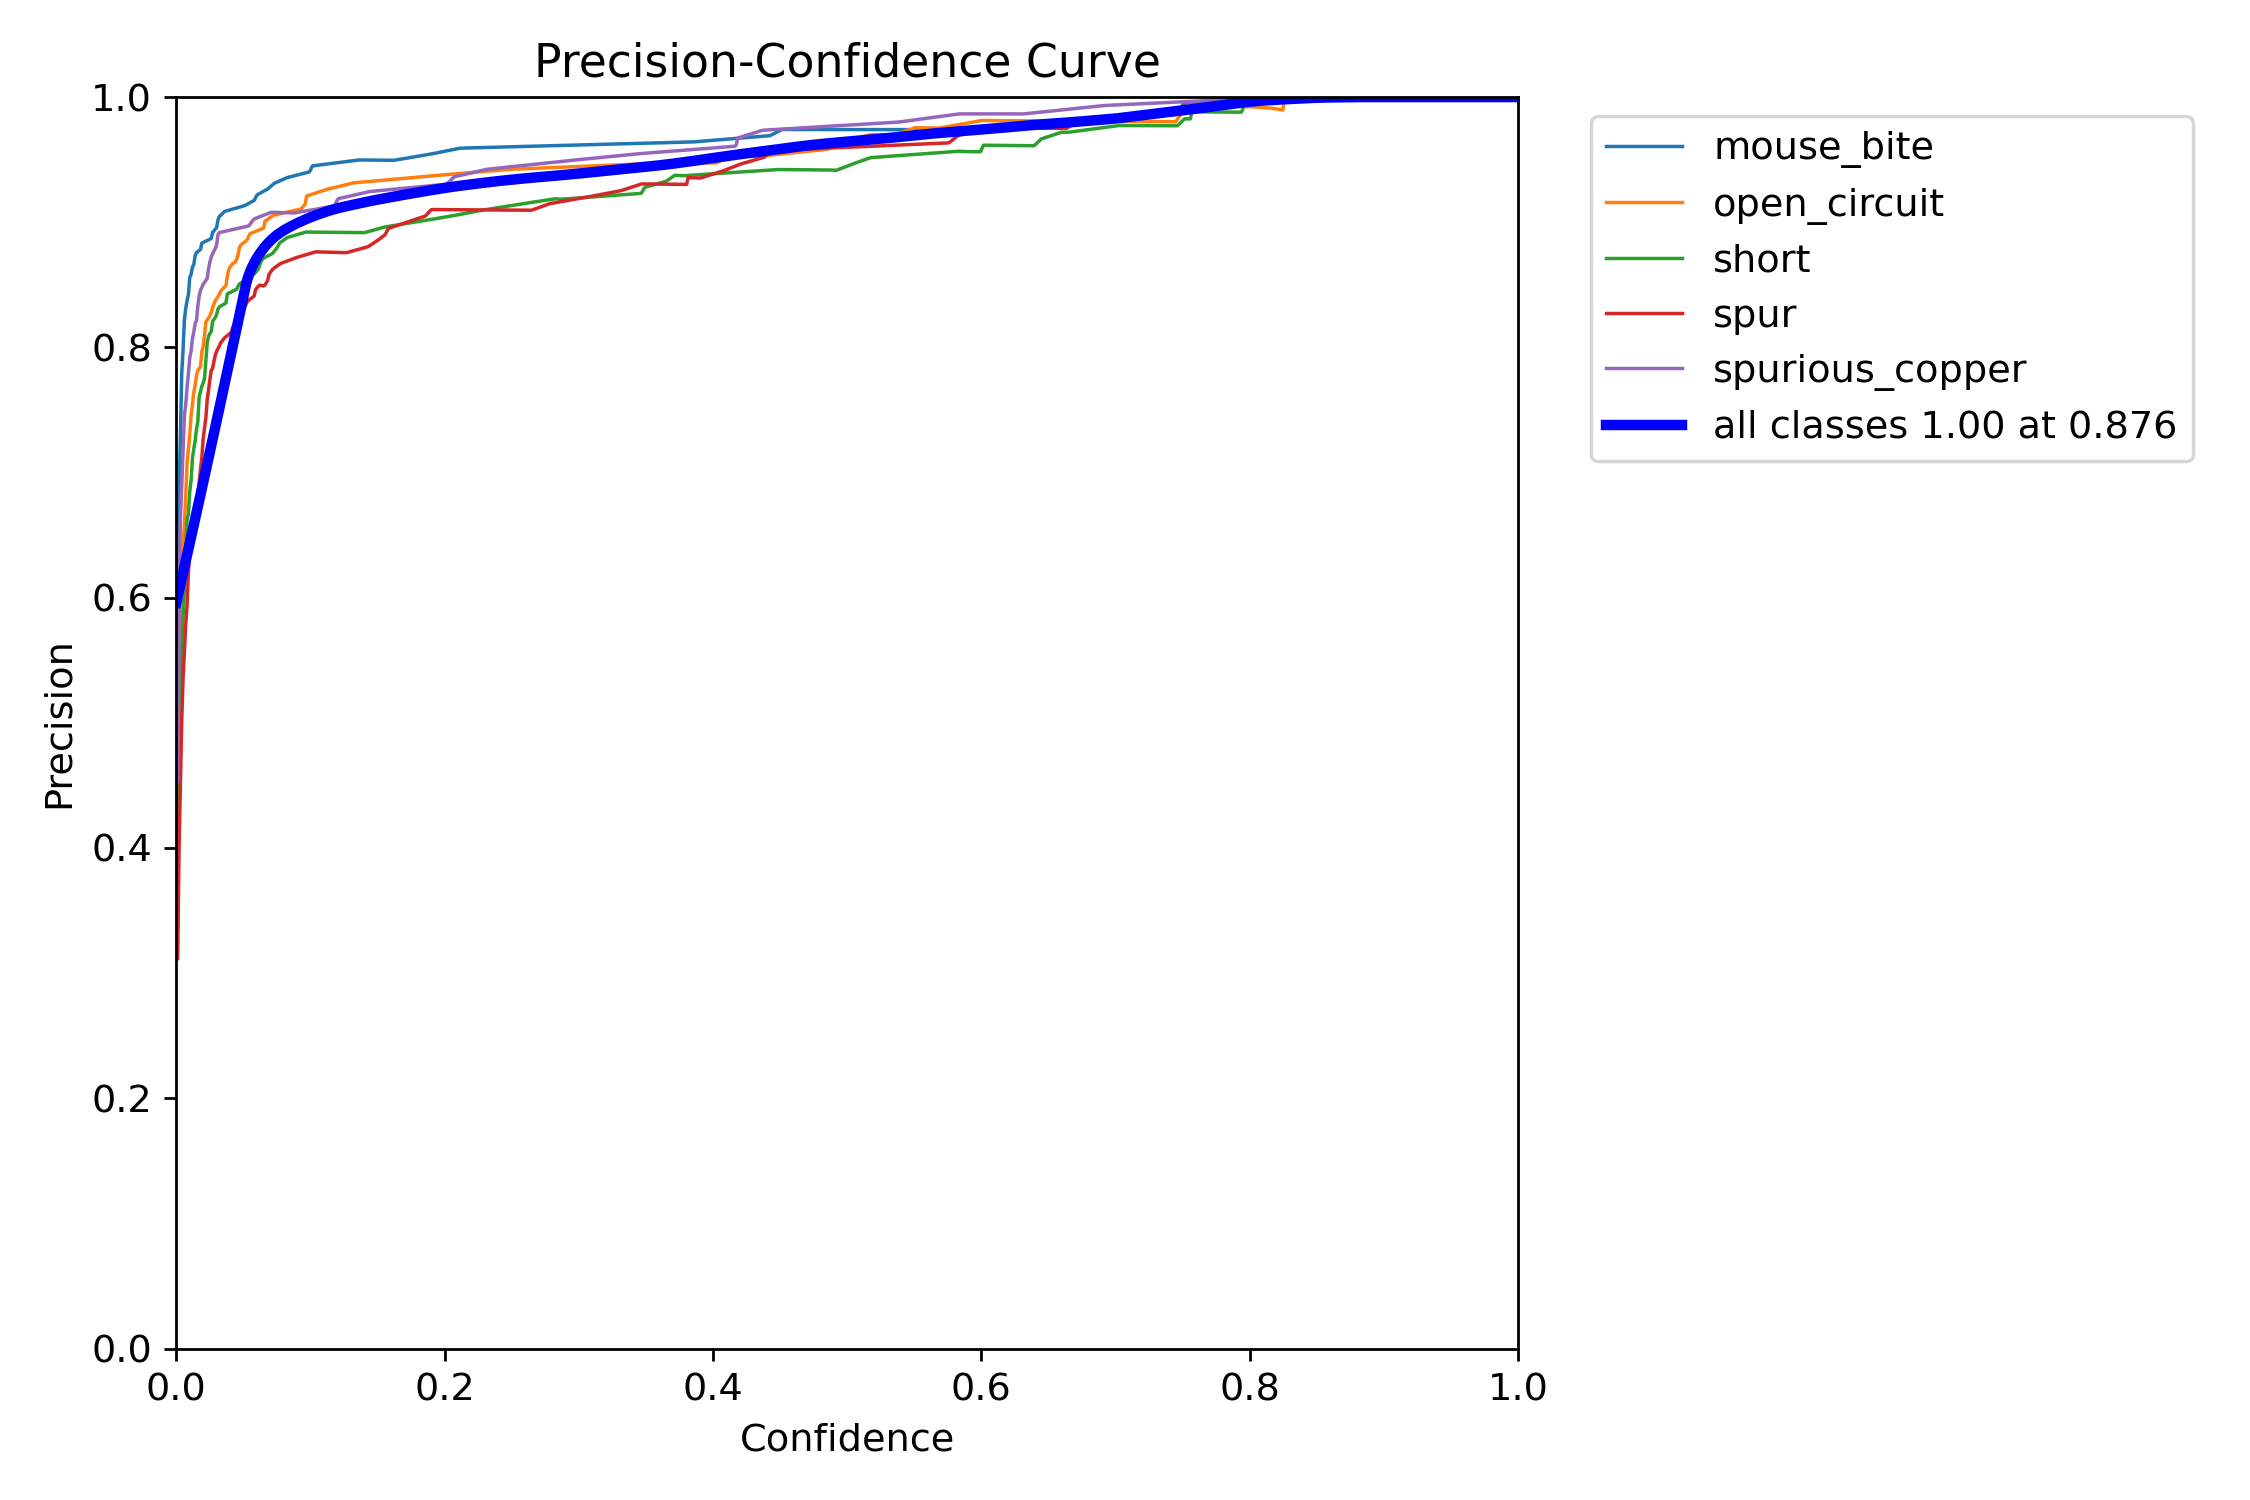 Precision-Confidence Curve
1.0
0.8
0.6
0.4
0.2
0.0
Precision
0.0 0.2 0.4 0.6 0.8 1.0
Confidence
mouse_bite
open_circuit
short
spur
spurious_copper
all classes 1.00 at 0.876